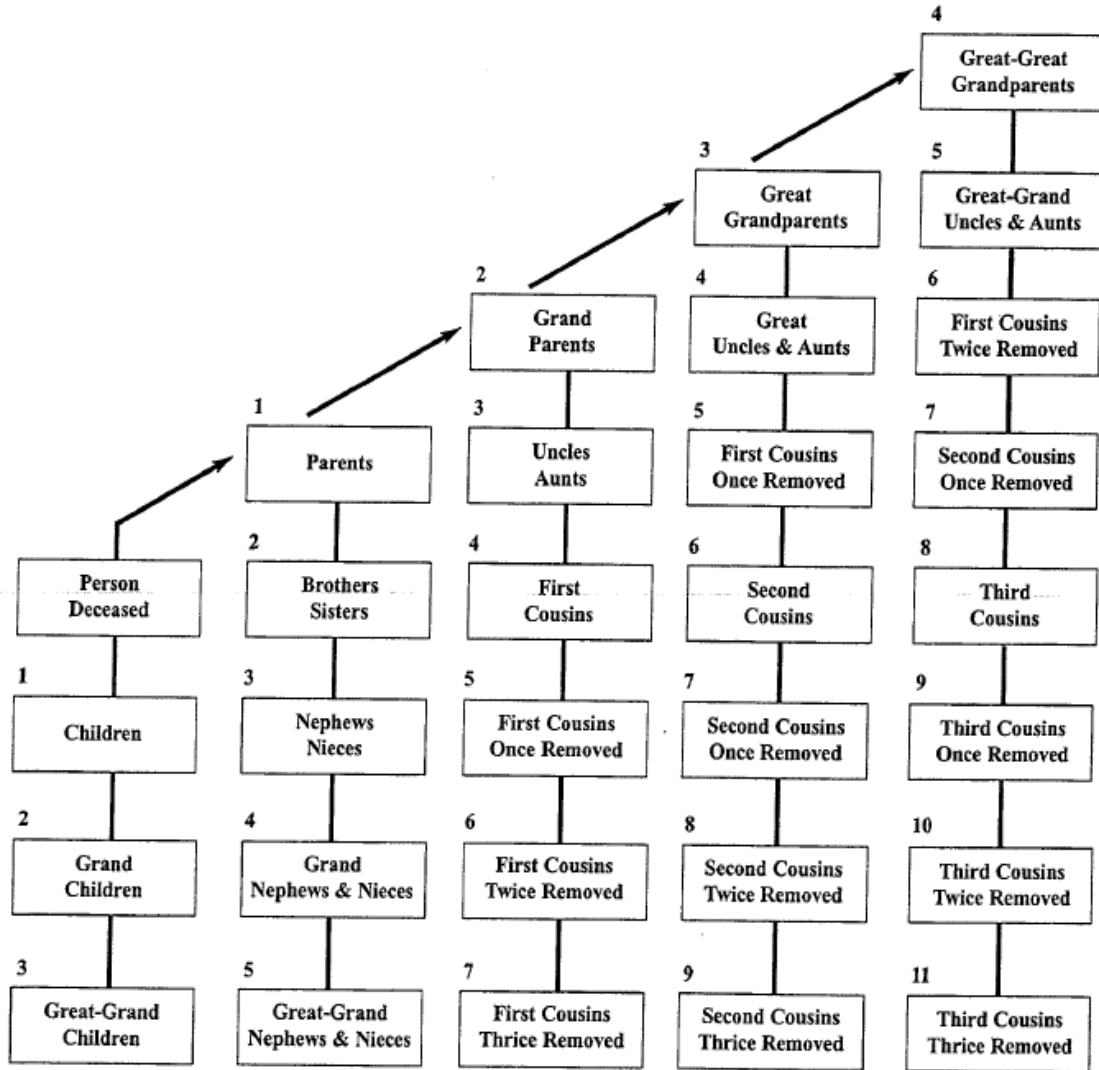 4
Great-Great
Grandparents
3
Great
Grandparents
5
Great-Grand
Uncles & Aunts
2
Grand
Parents
4
Great
Uncles & Aunts
6
First Cousins
Twice Removed
1
Parents
3
Uncles
Aunts
5
First Cousins
Once Removed
7
Second Cousins
Once Removed
Person
Deceased
2
Brothers
Sisters
4
First
Cousins
6
Second
Cousins
8
Third
Cousins
1
Children
3
Nephews
Nieces
5
First Cousins
Once Removed
7
Second Cousins
Once Removed
9
Third Cousins
Once Removed
2
Grand
Children
4
Grand
Nephews & Nieces
6
First Cousins
Twice Removed
8
Second Cousins
Twice Removed
10
Third Cousins
Twice Removed
3
Great-Grand
Children
5
Great-Grand
Nephews & Nieces
7
First Cousins
Thrice Removed
9
Second Cousins
Thrice Removed
11
Third Cousins
Thrice Removed